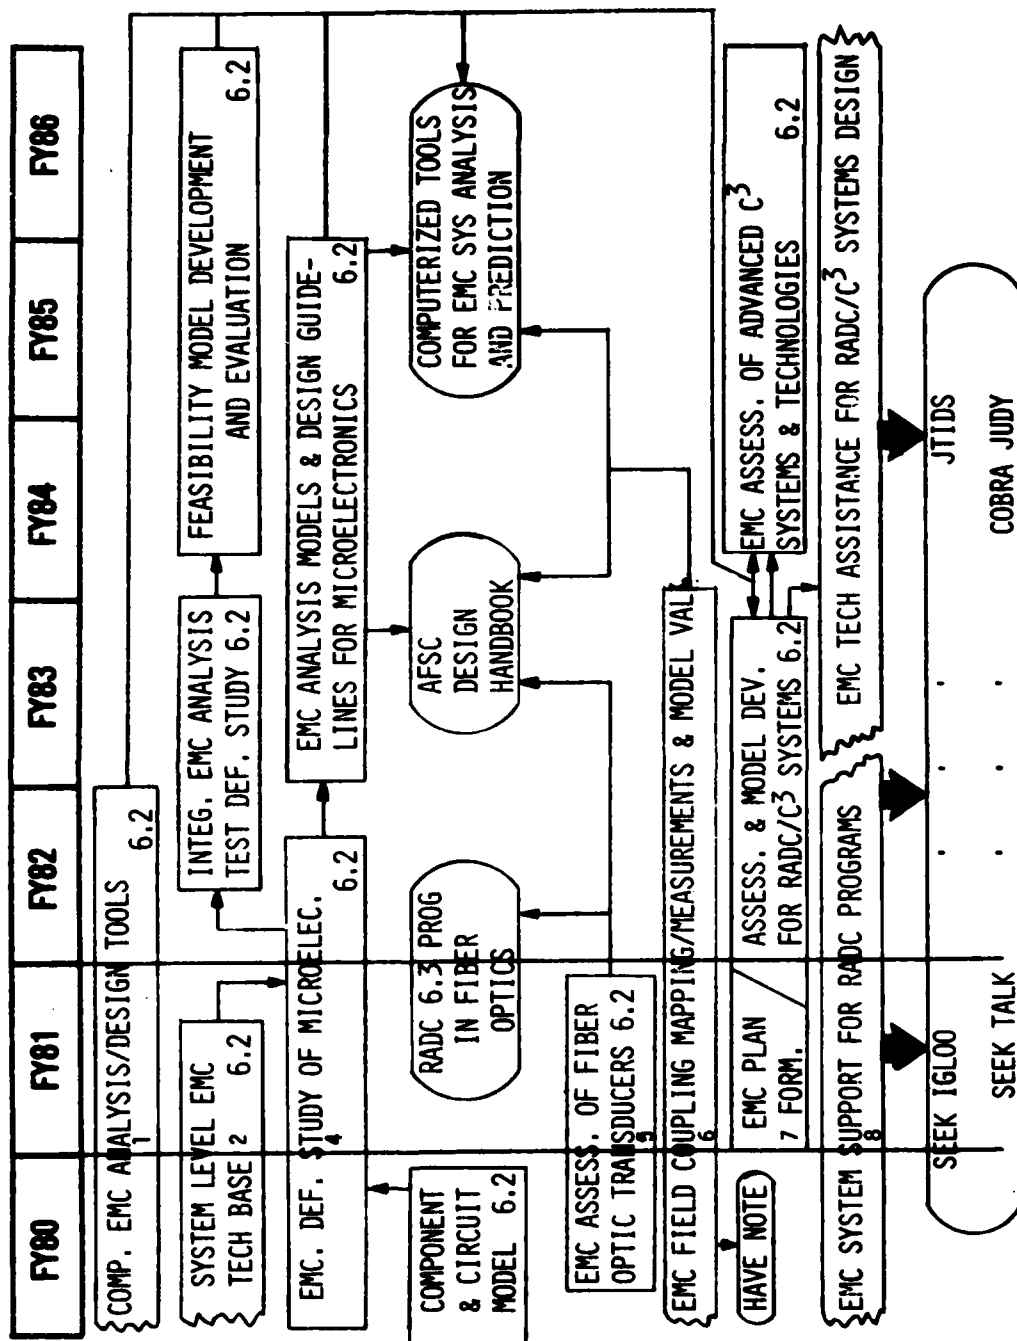 FY80
FY81
FY82
FY83
FY84
FY85
FY86
COMP. EMC ANALYSIS/DESIGN TOOLS
1
6.2
SYSTEM LEVEL EMC
TECH BASE 2 6.2
INTEG. EMC ANALYSIS
TEST DEF. STUDY 6.2
FEASIBILITY MODEL DEVELOPMENT
AND EVALUATION
6.2
EMC. DEF. STUDY OF MICROELEC.
4
6.2
EMC ANALYSIS MODELS & DESIGN GUIDE-
LINES FOR MICROELECTRONICS 6.2
COMPONENT
& CIRCUIT
MODEL 6.2
RADC 6.3 PROG
IN FIBER
OPTICS
AFSC
DESIGN
HANDBOOK
COMPUTERIZED TOOLS
FOR EMC SYS ANALYSIS
AND PREDICTION
EMC ASSESS. OF FIBER
OPTIC TRANSDUCERS 6.2
5
EMC FIELD COUPLING MAPPING/MEASUREMENTS & MODEL VAL
6
HAVE NOTE
EMC PLAN
7 FORM.
ASSESS. & MODEL DEV.
FOR RADC/C3 SYSTEMS 6.2
EMC ASSESS. OF ADVANCED C3
SYSTEMS & TECHNOLOGIES 6.2
EMC SYSTEM SUPPORT FOR RADC PROGRAMS
8
EMC TECH ASSISTANCE FOR RADC/C3 SYSTEMS DESIGN
SEEK IGLOO . . JTIDS
SEEK TALK . . . COBRA JUDY